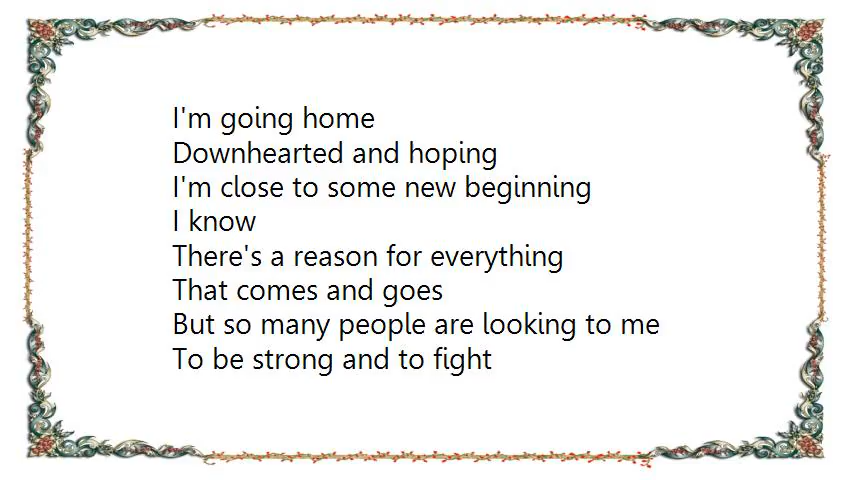 I'm going home
Downhearted and hoping
I'm close to some new beginning
I know
There's a reason for everything
That comes and goes
But so many people are looking to me
To be strong and to fight